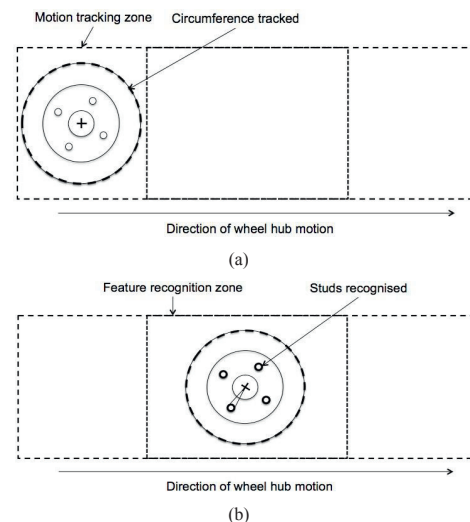 Motion tracking zone
Circumference tracked
Direction of wheel hub motion
(a)
Feature recognition zone
Studs recognised
Direction of wheel hub motion
(b)